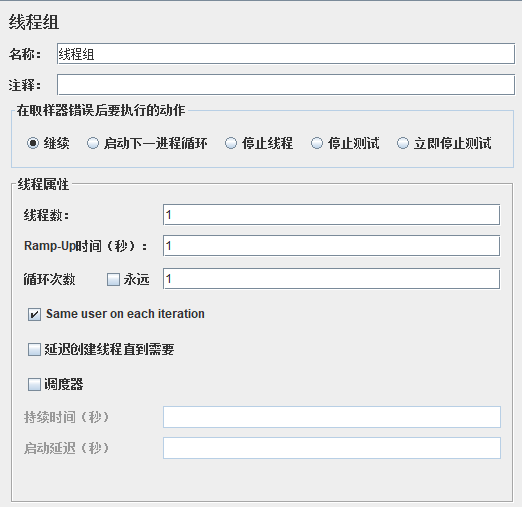 线程组
名称： 线程组
注释：
在取样器错误后要执行的动作
继续 启动下一进程循环 停止线程 停止测试 立即停止测试
线程属性
线程数： 1
Ramp-Up时间（秒）： 1
循环次数 永远 1
Same user on each iteration
延迟创建线程直到需要
调度器
持续时间（秒）
启动延迟（秒）